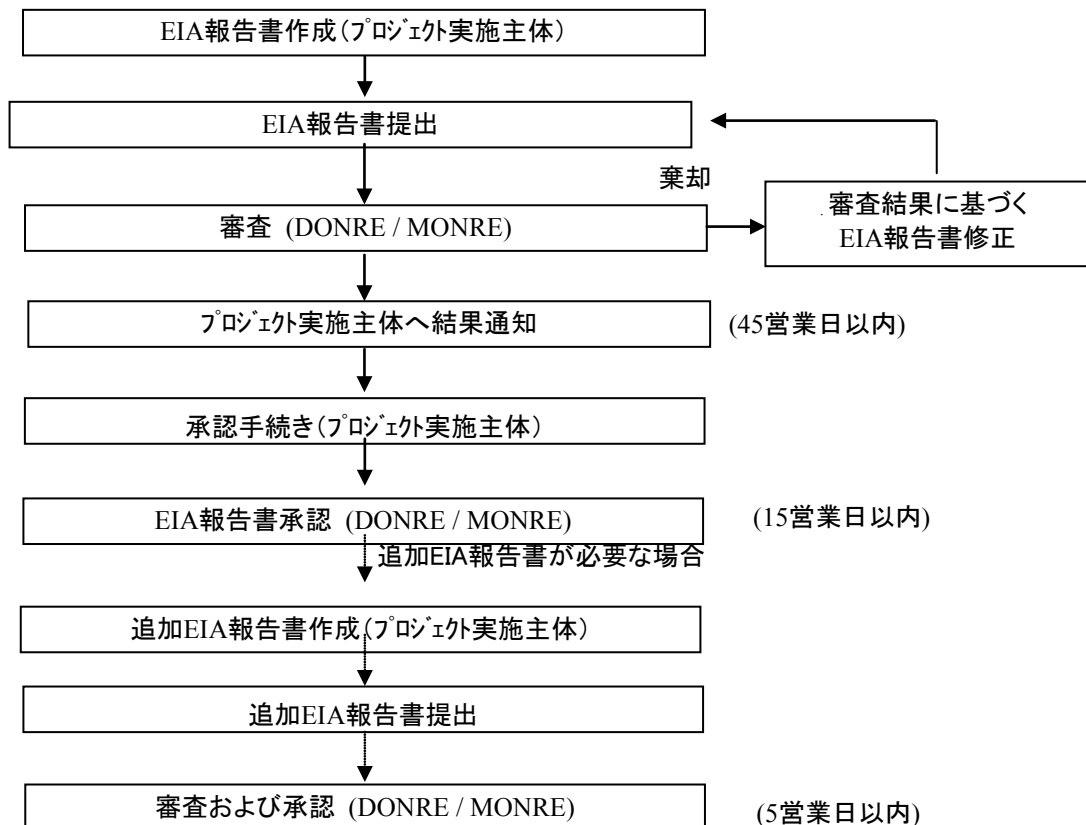 EIA報告書作成(ﾌﾟﾛｼﾞｪｸﾄ実施主体)
EIA報告書提出
棄却
審査結果に基づく
EIA報告書修正
審査 (DONRE / MONRE)
ﾌﾟﾛｼﾞｪｸﾄ実施主体へ結果通知
(45営業日以内)
承認手続き(ﾌﾟﾛｼﾞｪｸﾄ実施主体)
EIA報告書承認 (DONRE / MONRE)
(15営業日以内)
追加EIA報告書が必要な場合
追加EIA報告書作成(ﾌﾟﾛｼﾞｪｸﾄ実施主体)
追加EIA報告書提出
審査および承認 (DONRE / MONRE)
(5営業日以内)